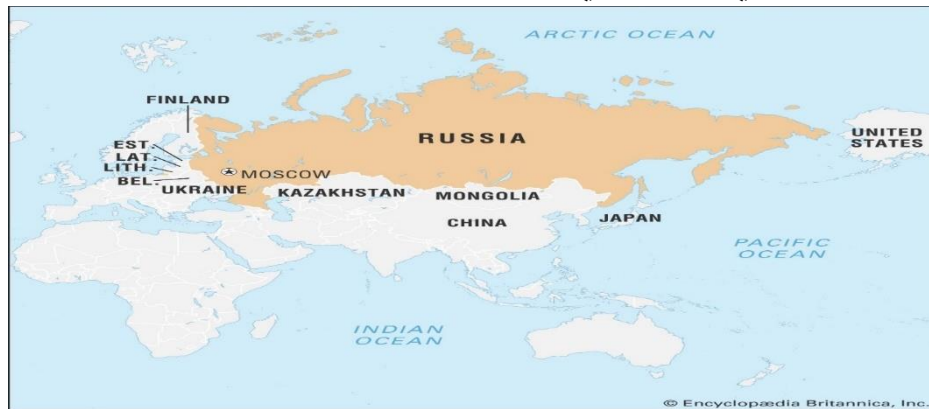 ARCTIC OCEAN
FINLAND
RUSSIA
UNITED
STATES
EST.
LAT.
LITH.
BEL.
MOSCOW
UKRAINE
KAZAKHSTAN
MONGOLIA
CHINA
JAPAN
PACIFIC
OCEAN
INDIAN
OCEAN
© Encyclopædia Britannica, Inc.